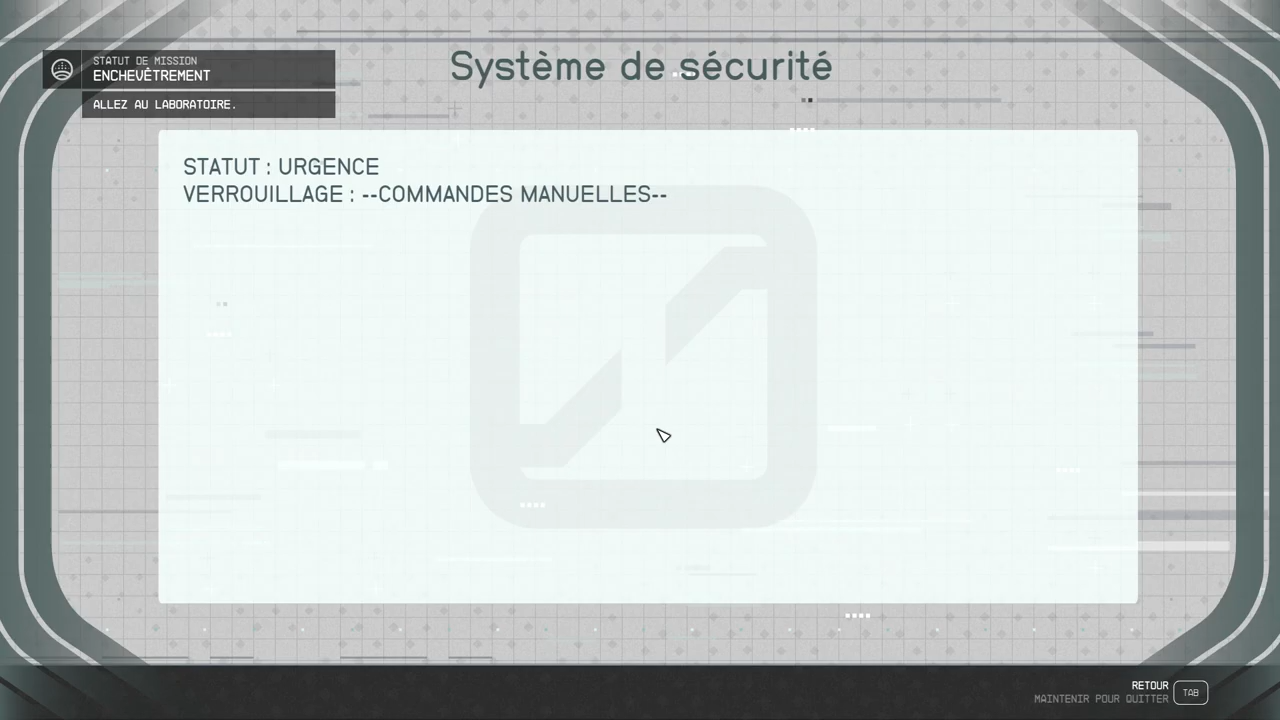 STATUT DE MISSION
ENCHEVÊTREMENT
ALLEZ AU LABORATOIRE.
Système de sécurité
STATUT : URGENCE
VERROUILLAGE : --COMMANDES MANUELLES--
RETOUR
MAINTENIR POUR QUITTER
TAB